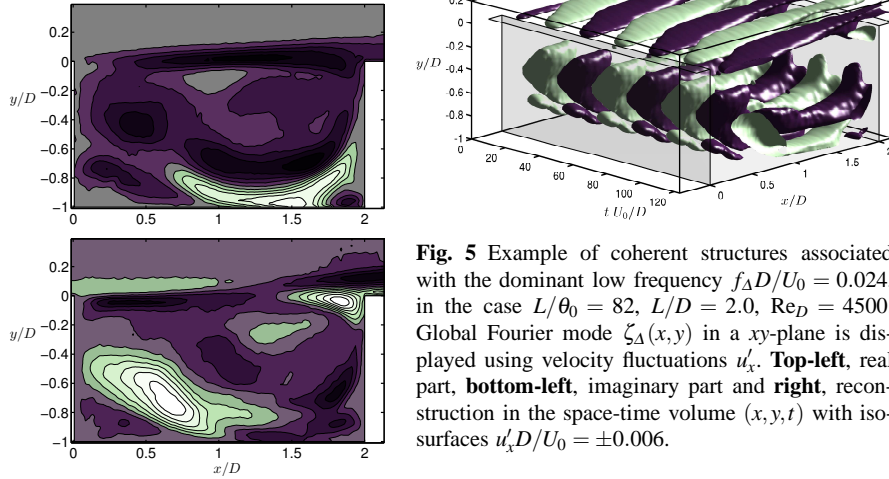 0.2
0
−0.2
−0.4
−0.6
−0.8
−1
y/D
0 0.5 1 1.5 2
0.2
0
−0.2
−0.4
−0.6
−0.8
−1
y/D
0 0.5 1 1.5 2
x/D
0.2
0
-0.2
-0.4
-0.6
-0.8
-1
y/D
0
20
40
60
80
100
120
t U₀/D
0
0.5
1
1.5
2
x/D
Fig. 5 Example of coherent structures associated
with the dominant low frequency f_Δ D/U₀ = 0.024,
in the case L/θ₀ = 82, L/D = 2.0, Re_D = 4500.
Global Fourier mode ζ_Δ(x,y) in a xy-plane is dis-
played using velocity fluctuations u′ₓ. Top-left, real
part, bottom-left, imaginary part and right, recon-
struction in the space-time volume (x,y,t) with iso-
surfaces u′ₓD/U₀ = ±0.006.